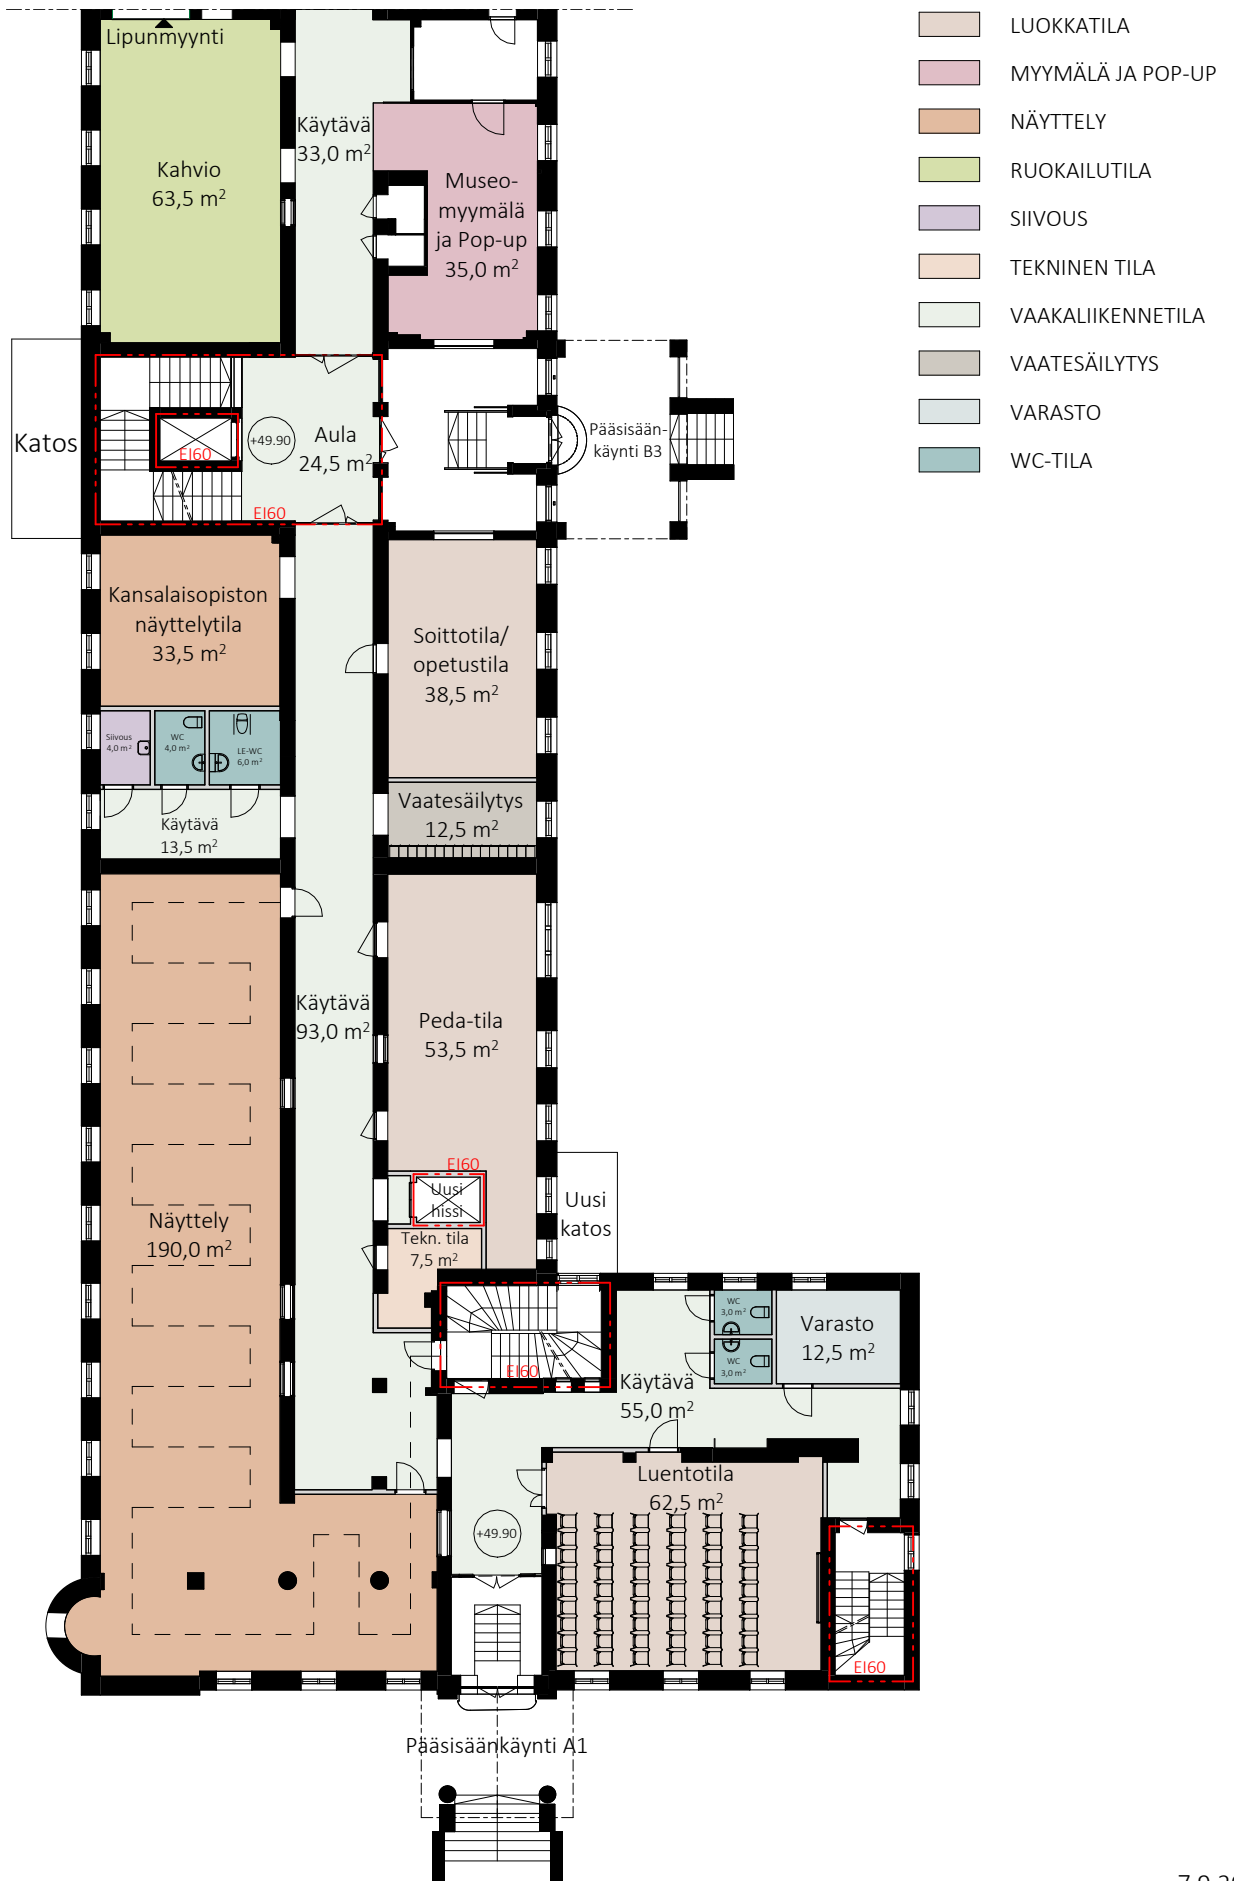 Lipunmyynti
Kahvio
63,5 m²
Käytävä
33,0 m²
Museo-
myymälä
ja Pop-up
35,0 m²
LUOKKATILA
MYYMÄLÄ JA POP-UP
NÄYTTELY
RUOKAILUTILA
SIIVOUS
TEKNINEN TILA
VAAKALIIKENNETILA
VAATESÄILYTYS
VARASTO
WC-TILA
Katos
EI60
+49.90
Aula
24,5 m²
EI60
Pääsisään-
käynti B3
Kansalaisopiston
näyttelytila
33,5 m²
Soittotila/
opetustila
38,5 m²
Siivous
4,0 m²
WC
4,0 m²
LE-WC
6,0 m²
Käytävä
13,5 m²
Vaatesäilytys
12,5 m²
Käytävä
93,0 m²
Peda-tila
53,5 m²
EI60
Uusi
hissi
Uusi
katos
Näyttely
190,0 m²
Tekn. tila
7,5 m²
EI60
WC
3,0 m²
WC
3,0 m²
Varasto
12,5 m²
Käytävä
55,0 m²
Luentotila
62,5 m²
+49.90
EI60
Pääsisäänkäynti A1